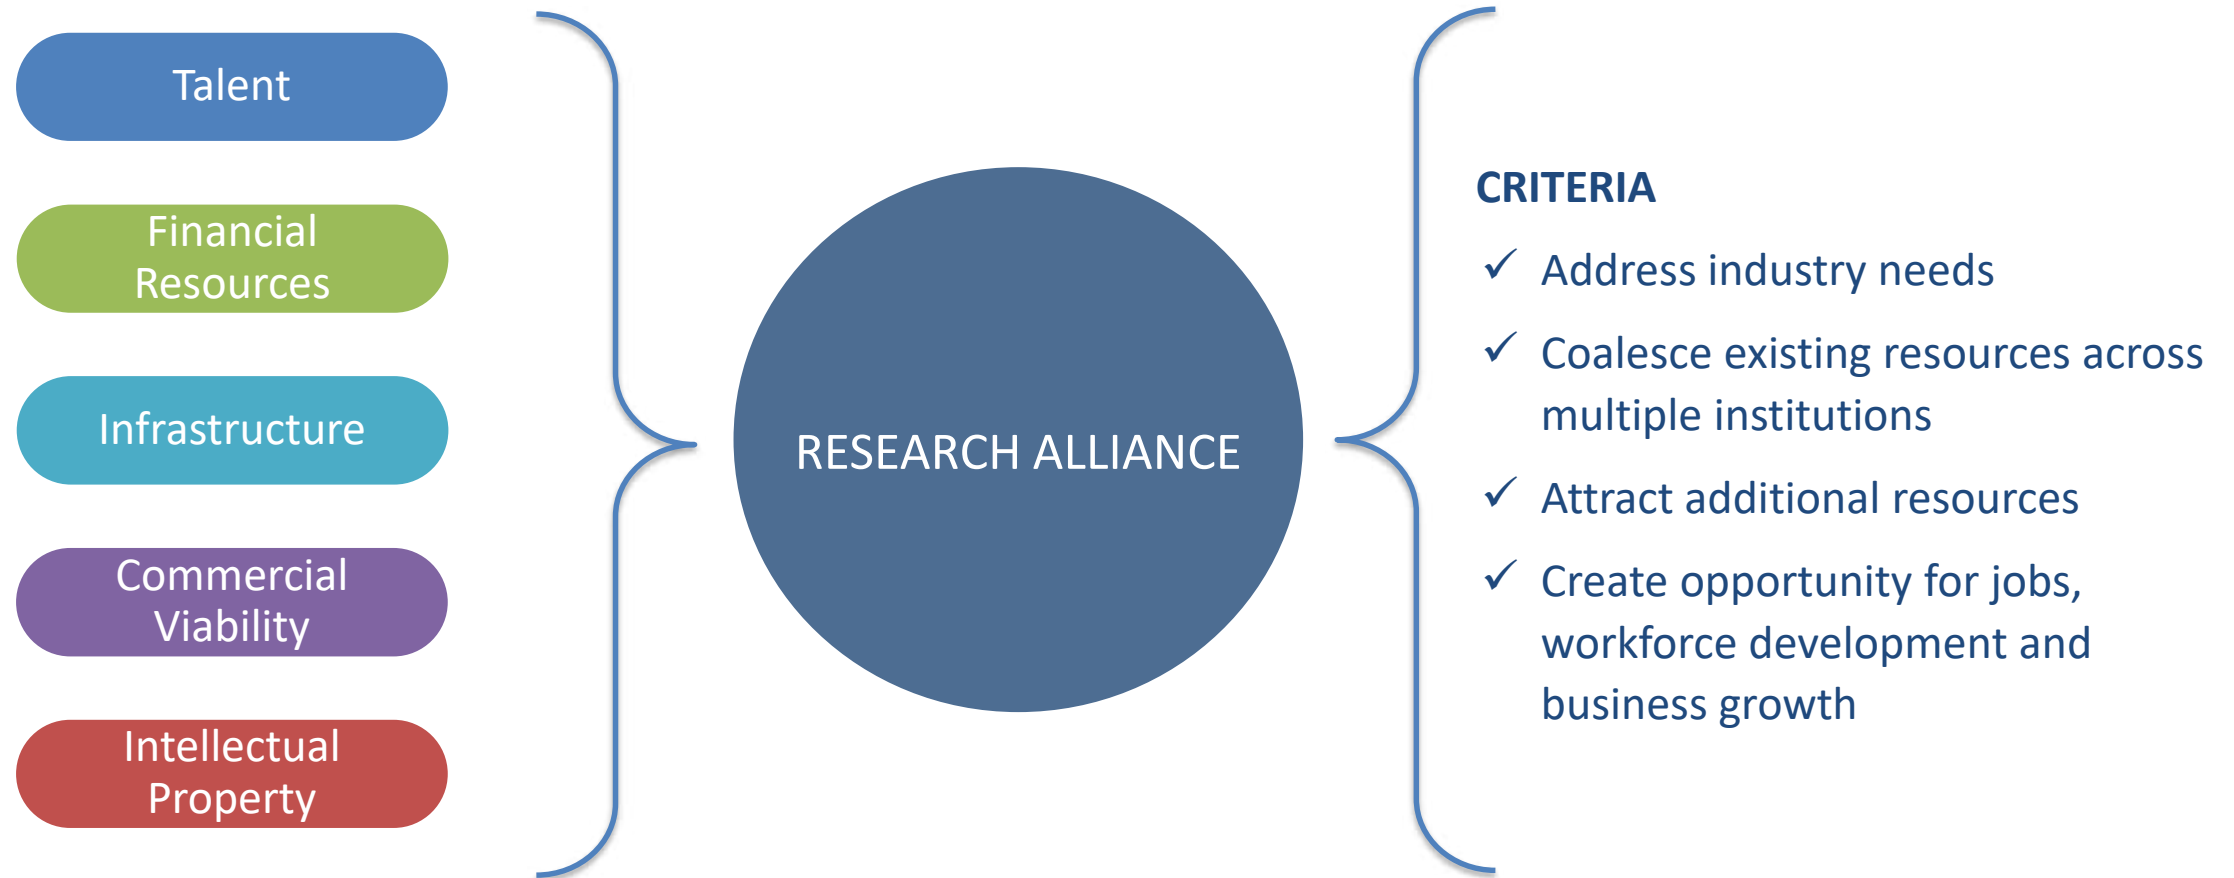 Talent
Financial
Resources
Infrastructure
Commercial
Viability
Intellectual
Property
RESEARCH ALLIANCE
CRITERIA
✓ Address industry needs
✓ Coalesce existing resources across
multiple institutions
✓ Attract additional resources
✓ Create opportunity for jobs,
workforce development and
business growth